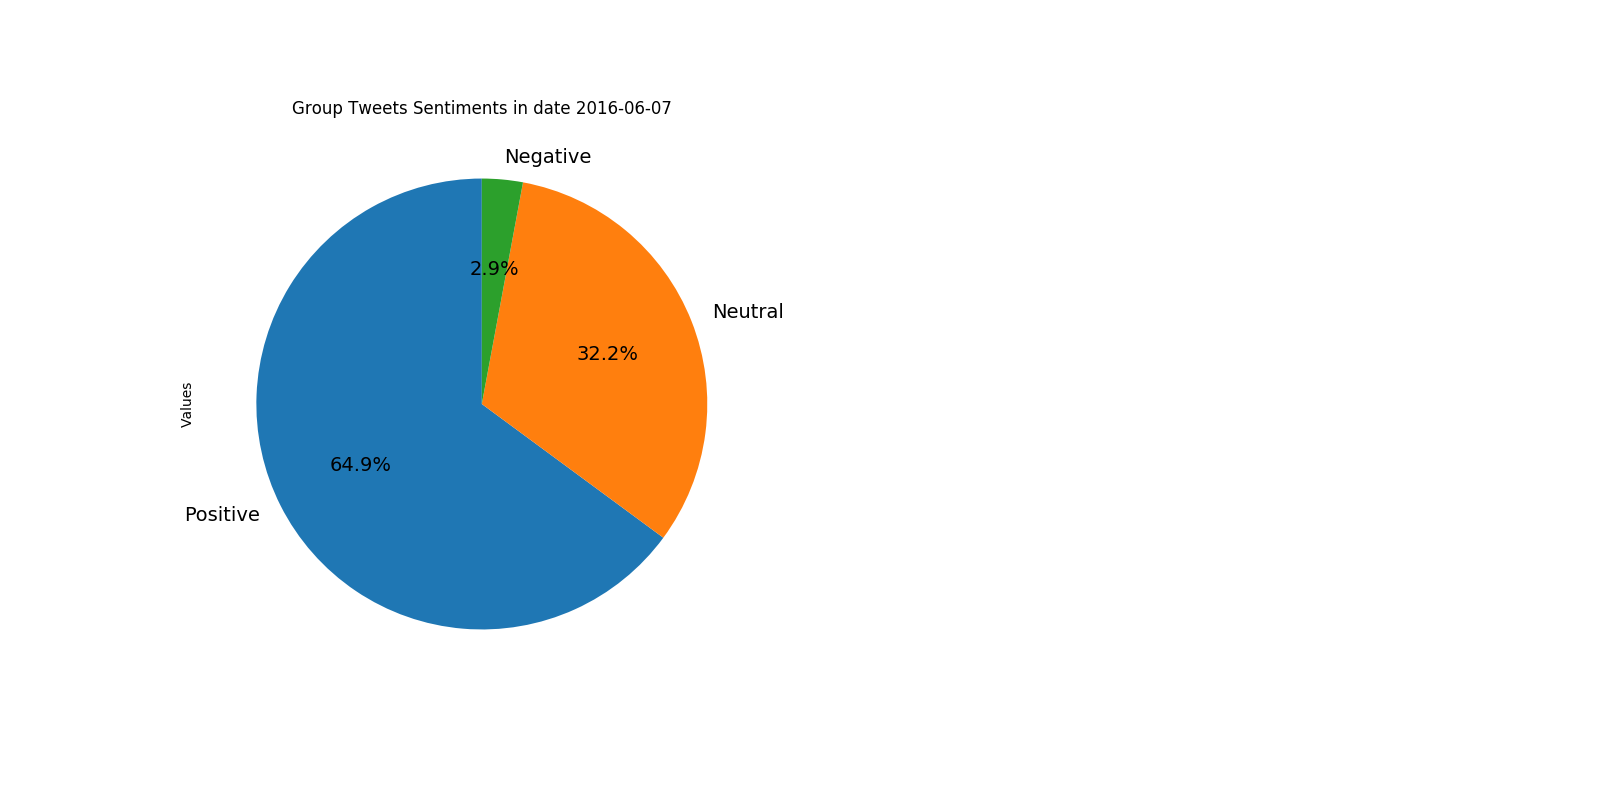 Group Tweets Sentiments in date 2016-06-07
Negative
2.9%
Neutral
32.2%
Values
64.9%
Positive